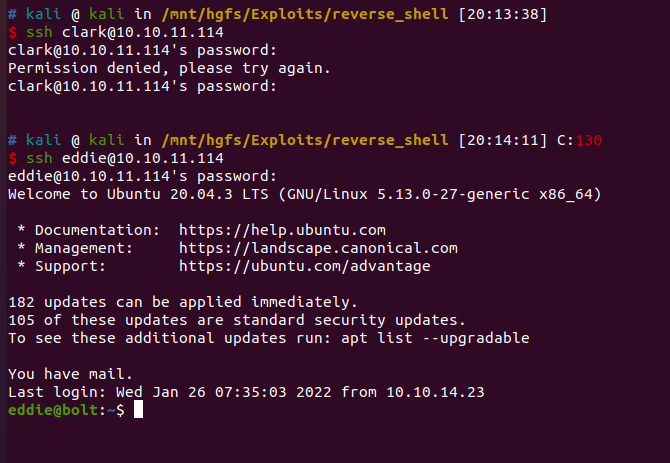 # kali @ kali in /mnt/hgfs/Exploits/reverse_shell [20:13:38]
$ ssh clark@10.10.11.114
clark@10.10.11.114's password:
Permission denied, please try again.
clark@10.10.11.114's password:
# kali @ kali in /mnt/hgfs/Exploits/reverse_shell [20:14:11] C:130
$ ssh eddie@10.10.11.114
eddie@10.10.11.114's password:
Welcome to Ubuntu 20.04.3 LTS (GNU/Linux 5.13.0-27-generic x86_64)
* Documentation:  https://help.ubuntu.com
* Management:     https://landscape.canonical.com
* Support:        https://ubuntu.com/advantage
182 updates can be applied immediately.
105 of these updates are standard security updates.
To see these additional updates run: apt list --upgradable
You have mail.
Last login: Wed Jan 26 07:35:03 2022 from 10.10.14.23
eddie@bolt:~$